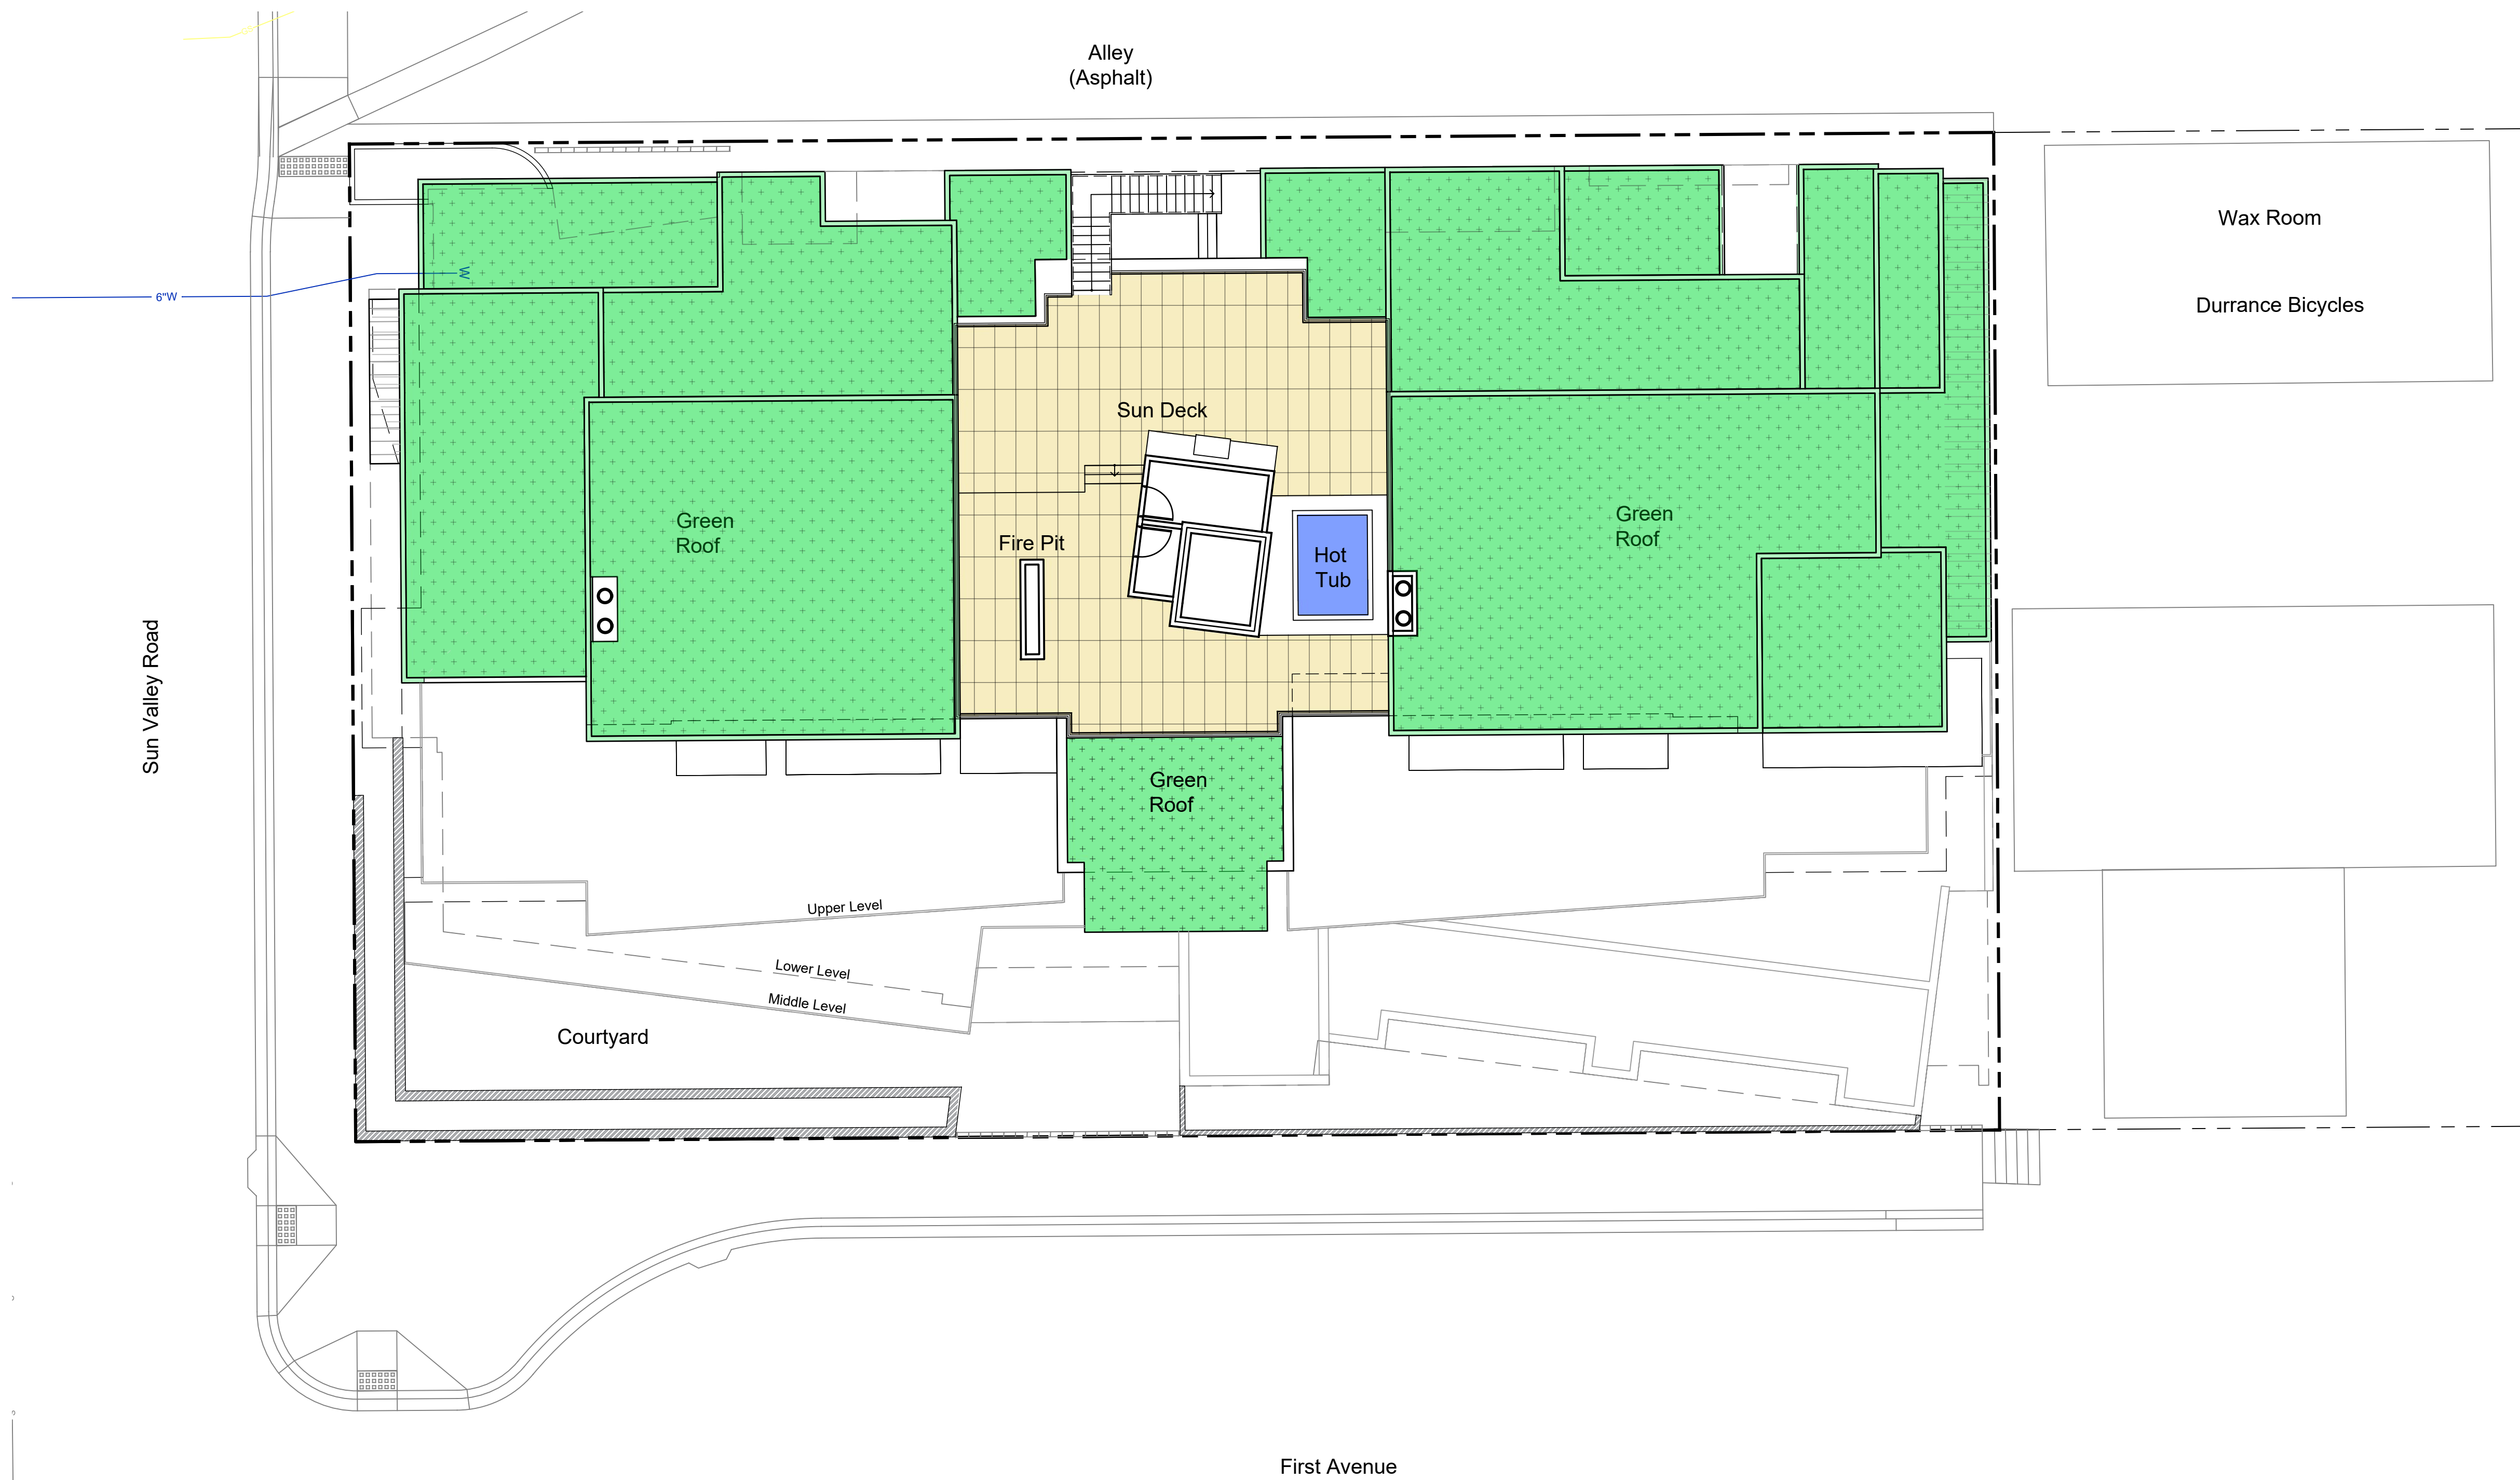 Alley
(Asphalt)
Wax Room
Durrance Bicycles
W
6"W
Sun Deck
Green
Roof
Fire Pit
Hot
Tub
Green
Roof
Sun Valley Road
Green
Roof
Upper Level
Lower Level
Middle Level
Courtyard
First Avenue